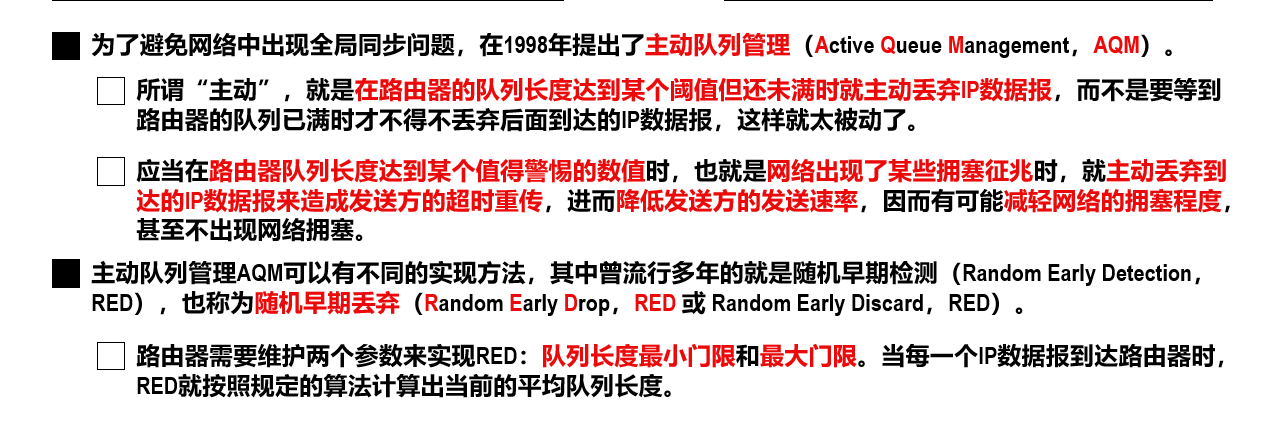 为了避免网络中出现全局同步问题，在1998年提出了主动队列管理（Active Queue Management，AQM）。
所谓“主动”，就是在路由器的队列长度达到某个阈值但还未满时就主动丢弃IP数据报，而不是要等到
路由器的队列已满时才不得不丢弃后面到达的IP数据报，这样就太被动了。
应当在路由器队列长度达到某个值得警惕的数值时，也就是网络出现了某些拥塞征兆时，就主动丢弃到
达的IP数据报来造成发送方的超时重传，进而降低发送方的发送速率，因而有可能减轻网络的拥塞程度，
甚至不出现网络拥塞。
主动队列管理AQM可以有不同的实现方法，其中曾流行多年的就是随机早期检测（Random Early Detection，
RED），也称为随机早期丢弃（Random Early Drop，RED 或 Random Early Discard，RED）。
路由器需要维护两个参数来实现RED：队列长度最小门限和最大门限。当每一个IP数据报到达路由器时，
RED就按照规定的算法计算出当前的平均队列长度。